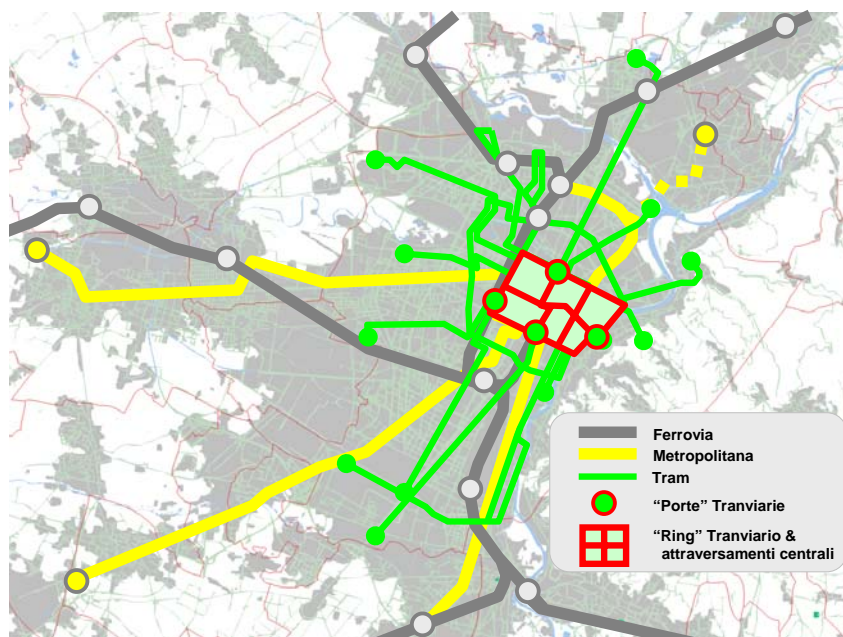 Ferrovia
Metropolitana
Tram
“Porte” Tranviarie
“Ring” Tranviario &
attraversamenti centrali